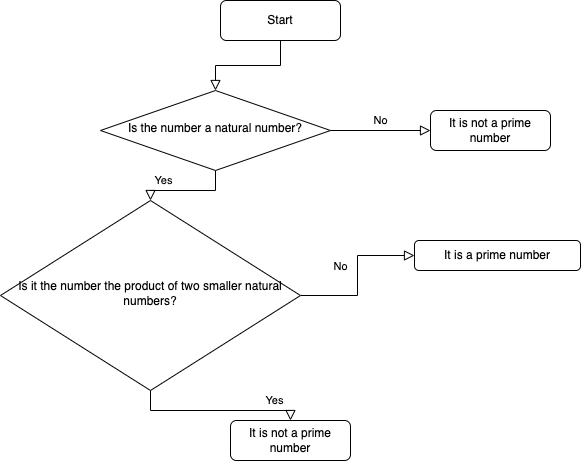 Start
Is the number a natural number?
No
It is not a prime
number
Yes
Is it the number the product of two smaller natural
numbers?
No
It is a prime number
Yes
It is not a prime
number